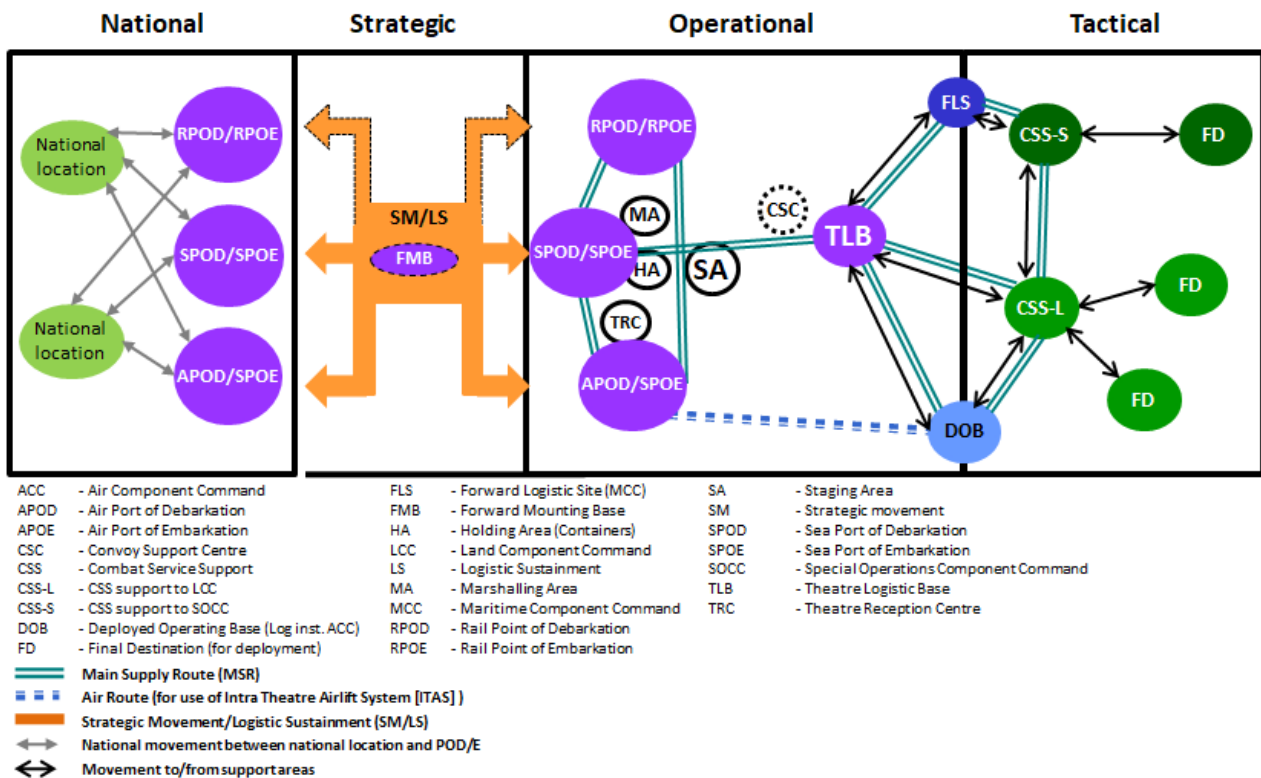 National
Strategic
Operational
Tactical
National
location
National
location
RPOD/RPOE
SPOD/SPOE
APOD/SPOE
SM/LS
FMB
RPOD/RPOE
SPOD/SPOE
APOD/SPOE
MA
HA
TRC
SA
CSC
TLB
FLS
DOB
CSS-S
CSS-L
FD
FD
FD
ACC - Air Component Command
APOD - Air Port of Debarkation
APOE - Air Port of Embarkation
CSC - Convoy Support Centre
CSS - Combat Service Support
CSS-L - CSS support to LCC
CSS-S - CSS support to SOCC
DOB - Deployed Operating Base (Log inst. ACC)
FD - Final Destination (for deployment)
FLS - Forward Logistic Site (MCC)
FMB - Forward Mounting Base
HA - Holding Area (Containers)
LCC - Land Component Command
LS - Logistic Sustainment
MA - Marshalling Area
MCC - Maritime Component Command
RPOD - Rail Point of Debarkation
RPOE - Rail Point of Embarkation
SA - Staging Area
SM - Strategic movement
SPOD - Sea Port of Debarkation
SPOE - Sea Port of Embarkation
SOCC - Special Operations Component Command
TLB - Theatre Logistic Base
TRC - Theatre Reception Centre
Main Supply Route (MSR)
Air Route (for use of Intra Theatre Airlift System [ITAS] )
Strategic Movement/Logistic Sustainment (SM/LS)
National movement between national location and POD/E
Movement to/from support areas